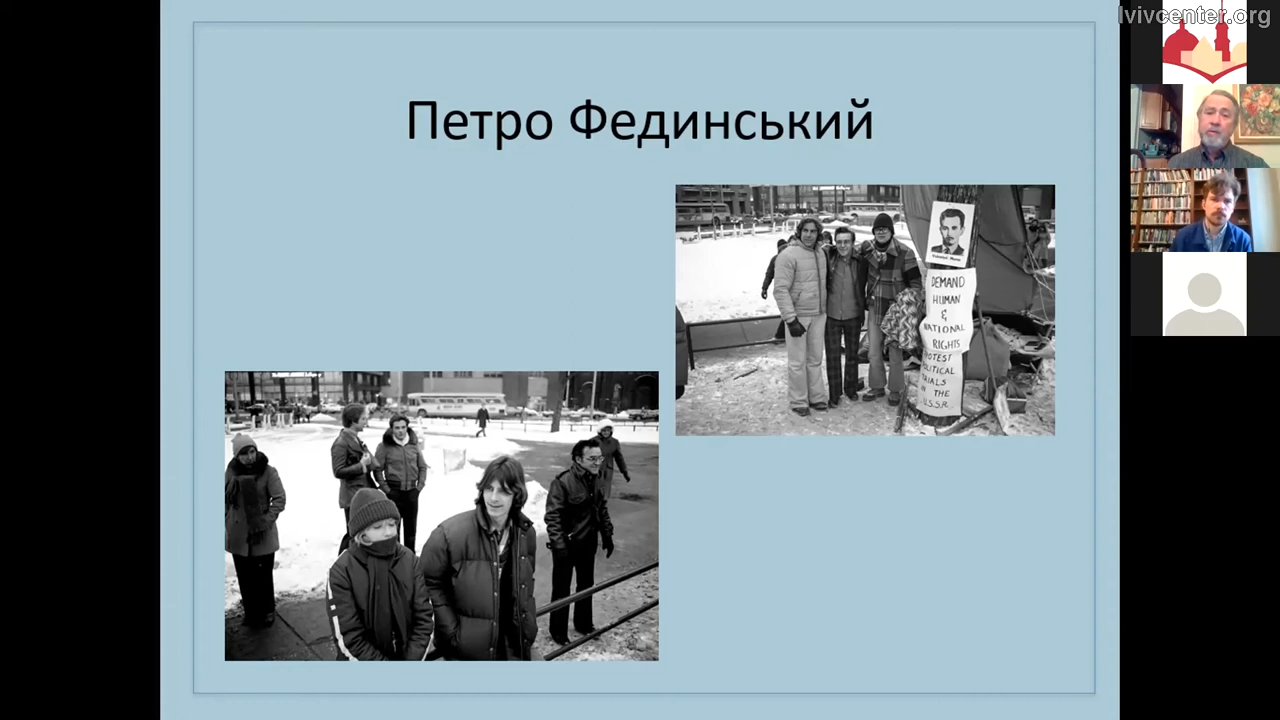 lvivcenter.org
Петро Фединський
DEMAND
HUMAN
&
NATIONAL
RIGHTS
PROTEST
POLITICAL
TRIALS
IN THE
U.S.S.R.